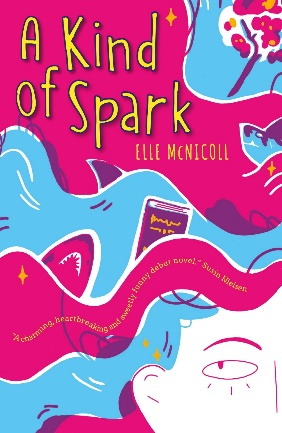 A Kind
of Spark
ELLE McNICOLL
"A charming, heartbreaking and sweetly funny debut novel." Susin Nielsen